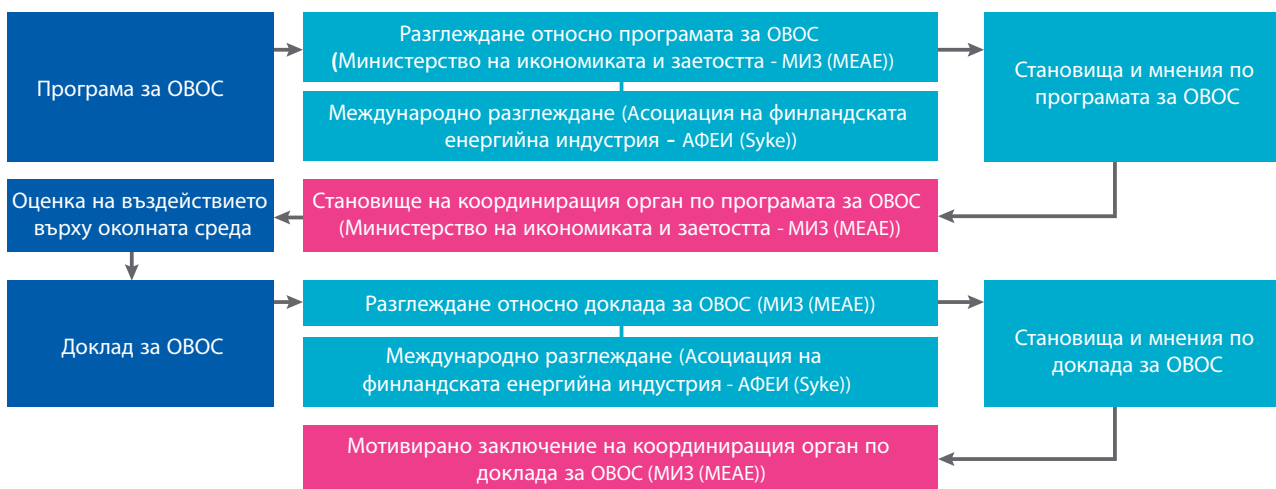 Програма за ОВОС
Разглеждане относно програмата за ОВОС
(Министерство на икономиката и заетостта - МИЗ (MEAE))
Международно разглеждане (Асоциация на финландската
енергийна индустрия - АФЕИ (Syke))
Становища и мнения по
програмата за ОВОС
Оценка на въздействието
върху околната среда
Становище на координиращия орган по програмата за ОВОС
(Министерство на икономиката и заетостта - МИЗ (MEAE))
Доклад за ОВОС
Разглеждане относно доклада за ОВОС (МИЗ (MEAE))
Международно разглеждане (Асоциация на
финландската енергийна индустрия - АФЕИ (Syke))
Становища и мнения по
доклада за ОВОС
Мотивирано заключение на координиращия орган по
доклада за ОВОС (МИЗ (MEAE))